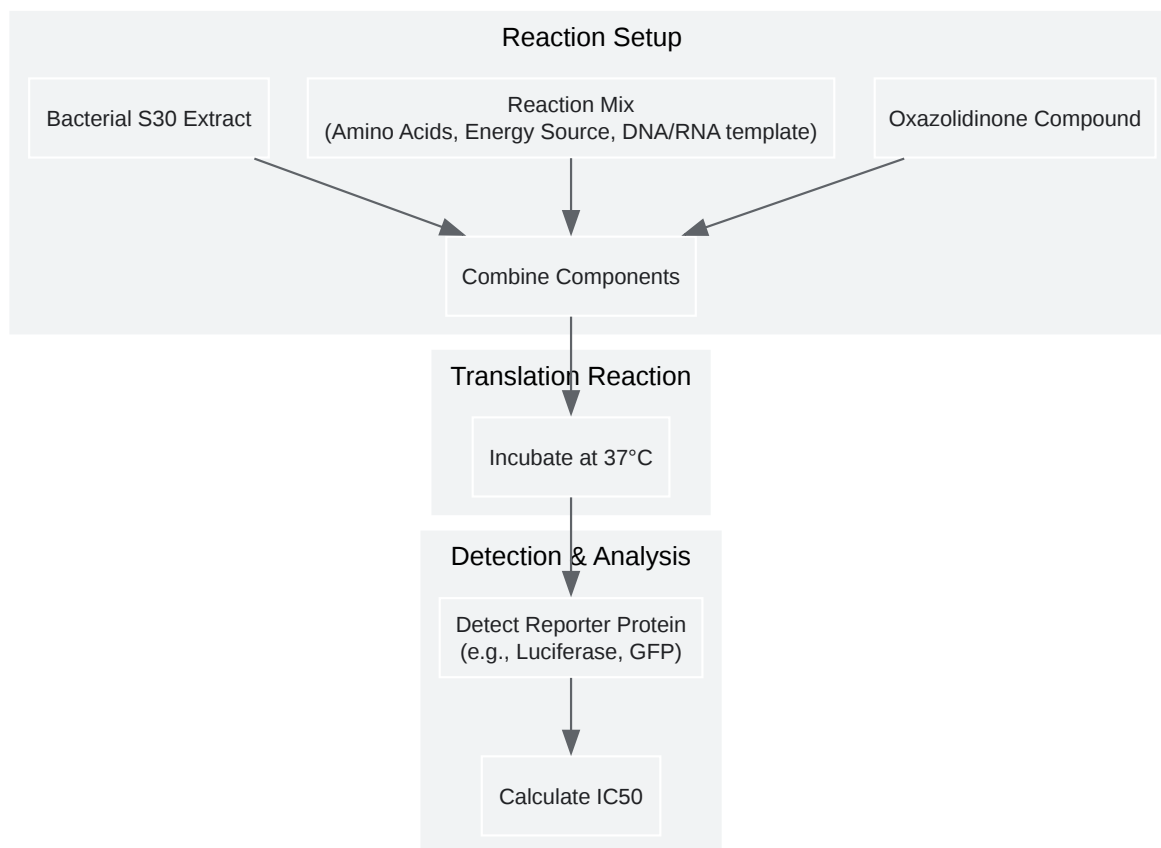 Reaction Setup
Bacterial S30 Extract
Reaction Mix
(Amino Acids, Energy Source, DNA/RNA template)
Oxazolidinone Compound
Combine Components
Translation Reaction
Incubate at 37°C
Detection & Analysis
Detect Reporter Protein
(e.g., Luciferase, GFP)
Calculate IC50